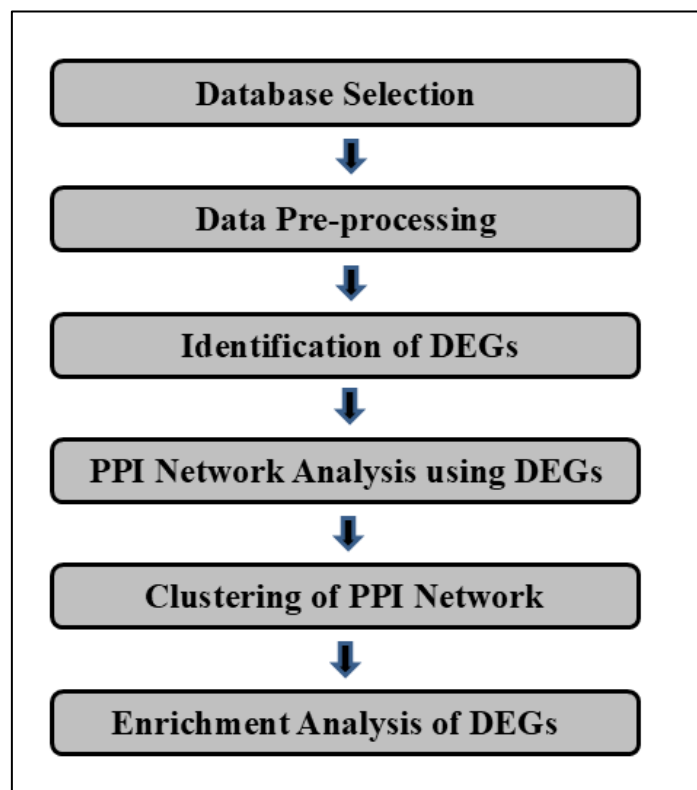 Database Selection
Data Pre-processing
Identification of DEGs
PPI Network Analysis using DEGs
Clustering of PPI Network
Enrichment Analysis of DEGs